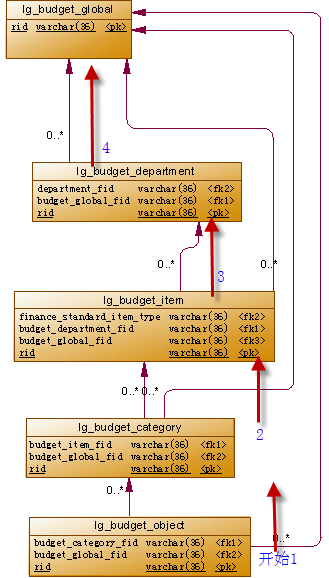 lg_budget_global
rid varchar(36) <pk>
0..*
4
lg_budget_department
department_fid varchar(36) <fk2>
budget_global_fid varchar(36) <fk1>
rid varchar(36) <pk>
3
0..* 0..*
lg_budget_item
finance_standard_item_type varchar(36) <fk2>
budget_department_fid varchar(36) <fk1>
budget_global_fid varchar(36) <fk3>
rid varchar(36) <pk>
0..* 0..*
2
lg_budget_category
budget_item_fid varchar(36) <fk1>
budget_global_fid varchar(36) <fk2>
rid varchar(36) <pk>
0..*
lg_budget_object
budget_category_fid varchar(36) <fk1>
budget_global_fid varchar(36) <fk2>
rid varchar(36) <pk>
0..*
开始1